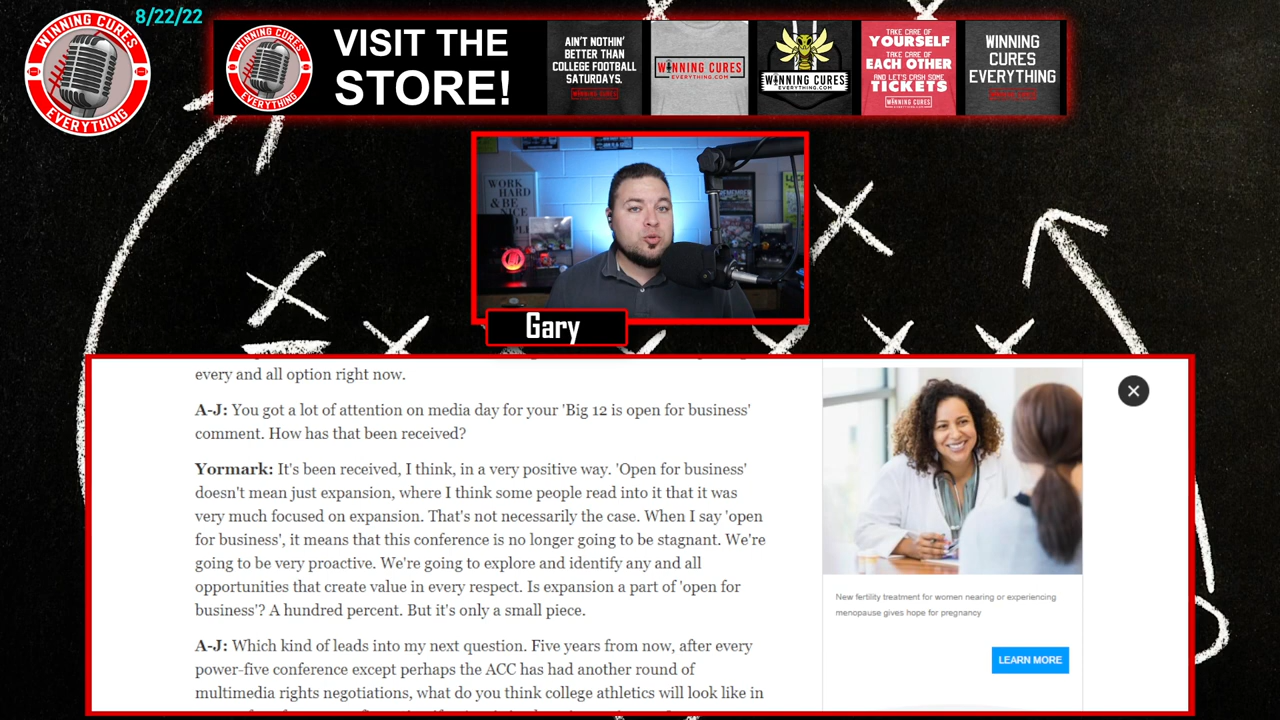 8/22/22
WINNING CURES
EVERYTHING
WINNING CURES
EVERYTHING
VISIT THE
STORE!
AIN'T NOTHIN'
BETTER THAN
COLLEGE FOOTBALL
SATURDAYS.
WINNING CURES
WINNING CURES
EVERYTHING.COM
WINNING CURES
EVERYTHING.COM
TAKE CARE OF
YOURSELF
TAKE CARE OF
EACH OTHER
AND LET'S CASH SOME
TICKETS
WINNING CURES
WINNING
CURES
EVERYTHING
WORK
HARD
& BE
NICE
Gary
every and all option right now.
A-J: You got a lot of attention on media day for your 'Big 12 is open for business'
comment. How has that been received?
Yormark: It's been received, I think, in a very positive way. 'Open for business'
doesn't mean just expansion, where I think some people read into it that it was
very much focused on expansion. That's not necessarily the case. When I say 'open
for business', it means that this conference is no longer going to be stagnant. We're
going to be very proactive. We're going to explore and identify any and all
opportunities that create value in every respect. Is expansion a part of 'open for
business'? A hundred percent. But it's only a small piece.
A-J: Which kind of leads into my next question. Five years from now, after every
power-five conference except perhaps the ACC has had another round of
multimedia rights negotiations, what do you think college athletics will look like in
New fertility treatment for women nearing or experiencing
menopause gives hope for pregnancy
LEARN MORE